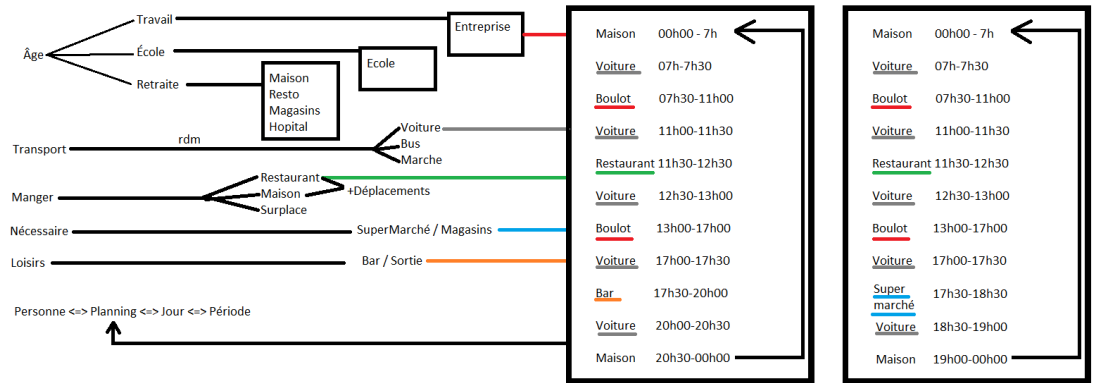 Âge
Travail
École
Retraite
Entreprise
Ecole
Maison
Resto
Magasins
Hopital
Transport
rdm
Voiture
Bus
Marche
Manger
Restaurant
Maison
Surplace
+Déplacements
Nécessaire
SuperMarché / Magasins
Loisirs
Bar / Sortie
Personne <=> Planning <=> Jour <=> Période
Maison 00h00 - 7h
Voiture 07h-7h30
Boulot 07h30-11h00
Voiture 11h00-11h30
Restaurant 11h30-12h30
Voiture 12h30-13h00
Boulot 13h00-17h00
Voiture 17h00-17h30
Bar 17h30-20h00
Voiture 20h00-20h30
Maison 20h30-00h00
Maison 00h00 - 7h
Voiture 07h-7h30
Boulot 07h30-11h00
Voiture 11h00-11h30
Restaurant 11h30-12h30
Voiture 12h30-13h00
Boulot 13h00-17h00
Voiture 17h00-17h30
Super
marché 17h30-18h30
Voiture 18h30-19h00
Maison 19h00-00h00